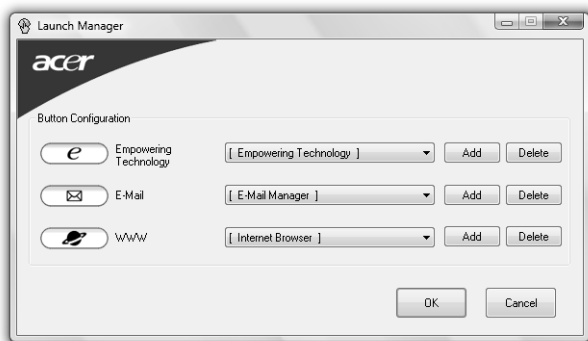 Launch Manager
acer
Button Configuration
e Empowering Technology [ Empowering Technology ] Add Delete
E-Mail [ E-Mail Manager ] Add Delete
WWW [ Internet Browser ] Add Delete
OK Cancel